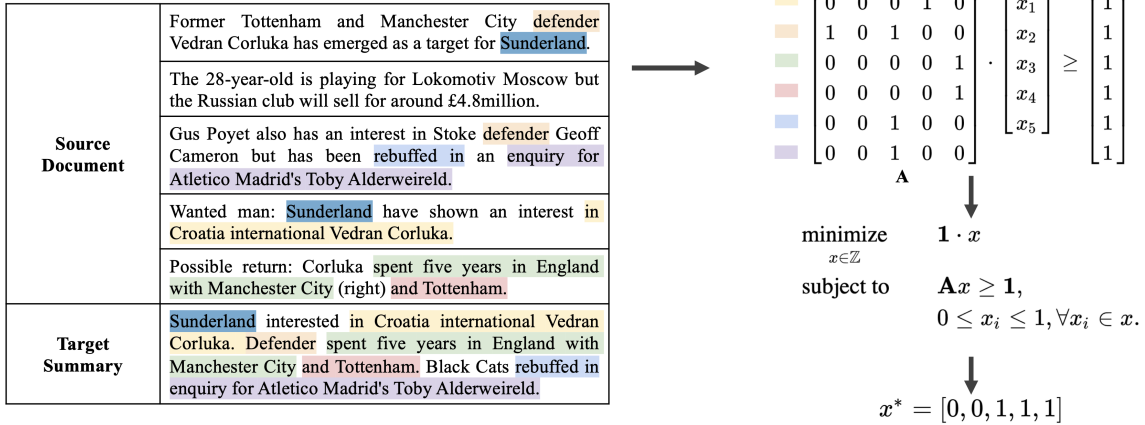 Source
Document
Former Tottenham and Manchester City defender
Vedran Corluka has emerged as a target for Sunderland.
The 28-year-old is playing for Lokomotiv Moscow but
the Russian club will sell for around £4.8million.
Gus Poyet also has an interest in Stoke defender Geoff
Cameron but has been rebuffed in an enquiry for
Atletico Madrid's Toby Alderweireld.
Wanted man: Sunderland have shown an interest in
Croatia international Vedran Corluka.
Possible return: Corluka spent five years in England
with Manchester City (right) and Tottenham.
Target
Summary
Sunderland interested in Croatia international Vedran
Corluka. Defender spent five years in England with
Manchester City and Tottenham. Black Cats rebuffed in
enquiry for Atletico Madrid's Toby Alderweireld.
0 0 0 1 0 x₁ 1
1 0 1 0 0 x₂ 1
0 0 0 0 1 · x₃ ≥ 1
0 0 0 0 1 x₄ 1
0 0 1 0 0 x₅ 1
0 0 1 0 0 1
A
minimize 1 · x
x∈ℤ
subject to Ax ≥ 1,
0 ≤ xᵢ ≤ 1, ∀xᵢ ∈ x.
x* = [0, 0, 1, 1, 1]